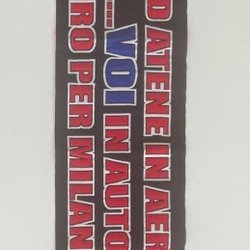 D ATENE IN AER
.... VOI IN AUTO
RO PER MILAN